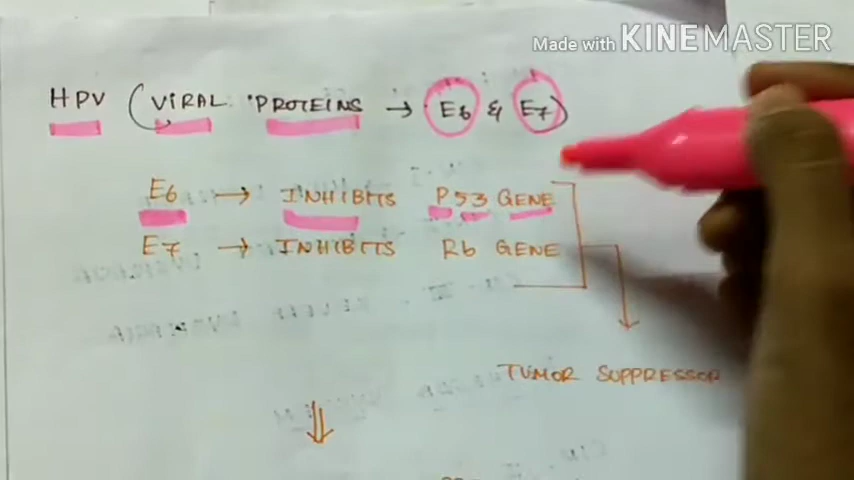 Made with KINEMASTER
HPV (VIRAL PROTEINS → E6 & E7)
E6 → INHIBITS P53 GENE
E7 → INHIBITS Rb GENE
TUMOR SUPPRESSOR